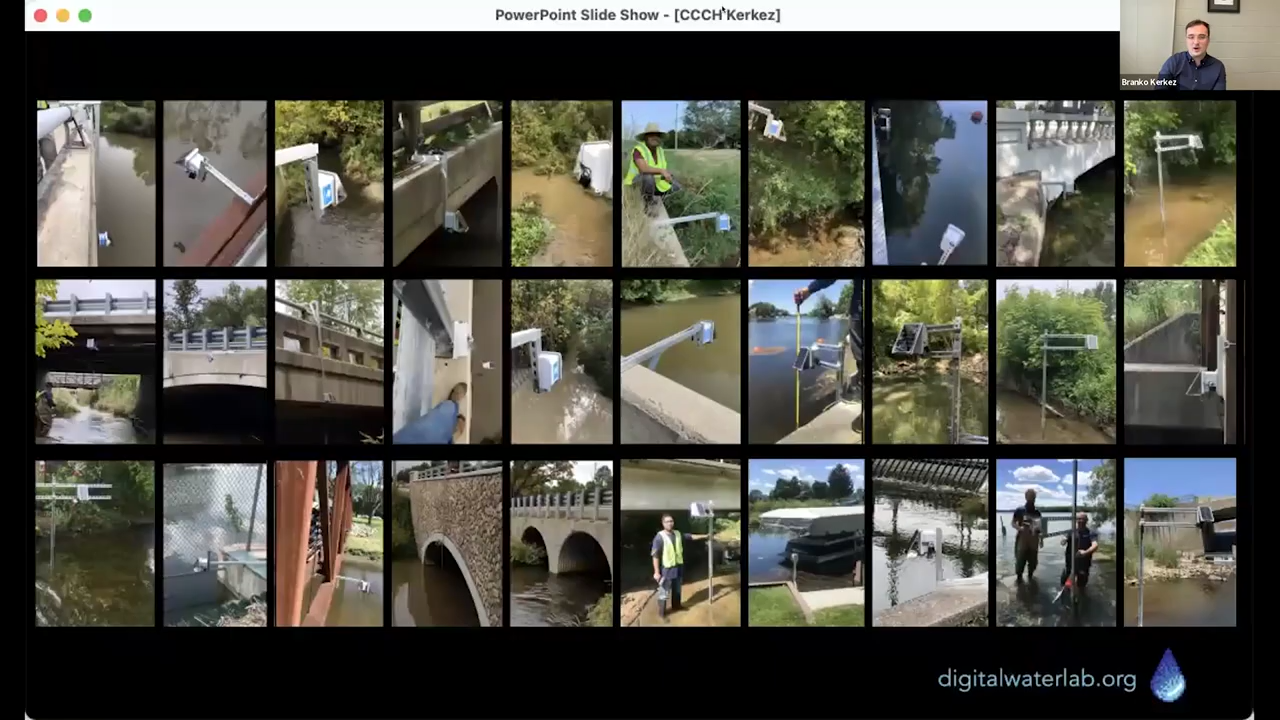 PowerPoint Slide Show - [CCCH Kerkez]
Branko Kerkez
digitalwaterlab.org